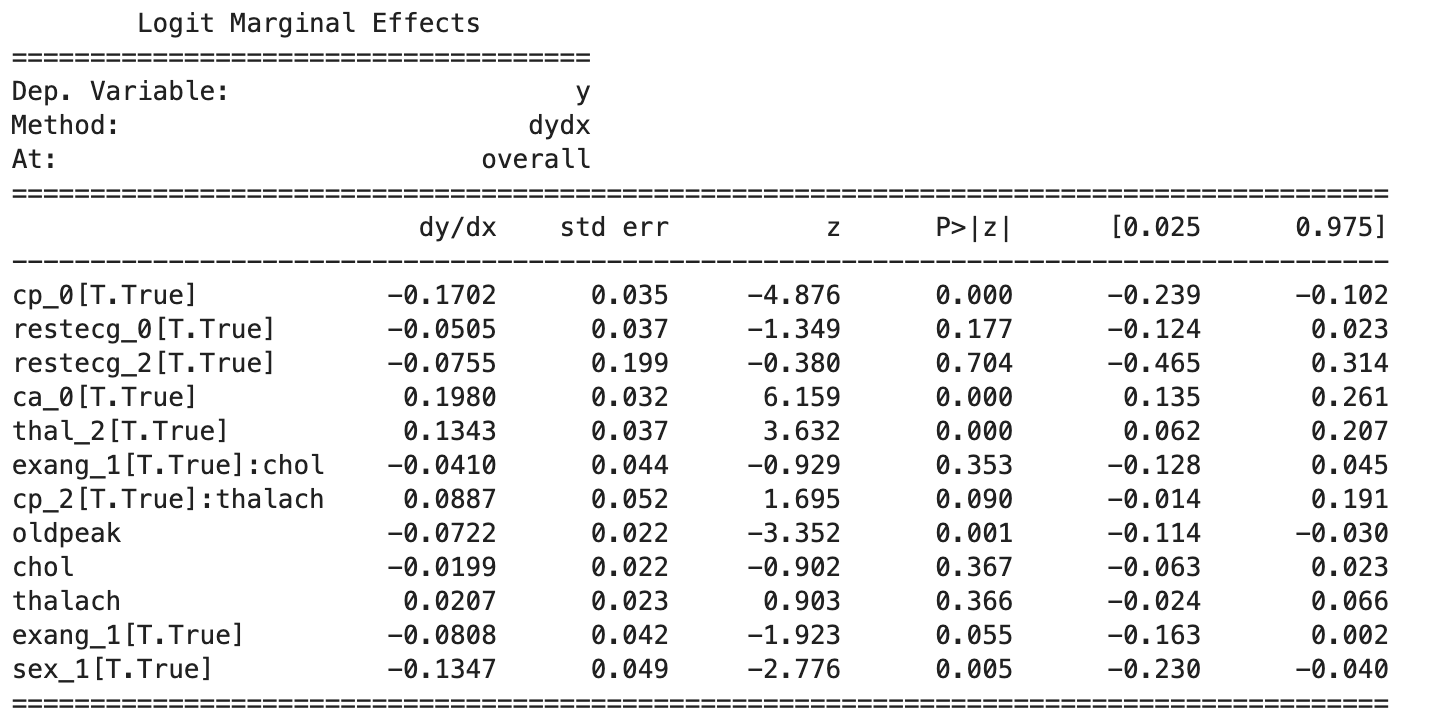 Logit Marginal Effects
=====================================
Dep. Variable:                      y
Method:                          dydx
At:                           overall
========================================================================================
                          dy/dx    std err          z      P>|z|      [0.025      0.975]
----------------------------------------------------------------------------------------
cp_0[T.True]            -0.1702      0.035     -4.876      0.000      -0.239      -0.102
restecg_0[T.True]       -0.0505      0.037     -1.349      0.177      -0.124       0.023
restecg_2[T.True]       -0.0755      0.199     -0.380      0.704      -0.465       0.314
ca_0[T.True]             0.1980      0.032      6.159      0.000       0.135       0.261
thal_2[T.True]           0.1343      0.037      3.632      0.000       0.062       0.207
exang_1[T.True]:chol    -0.0410      0.044     -0.929      0.353      -0.128       0.045
cp_2[T.True]:thalach     0.0887      0.052      1.695      0.090      -0.014       0.191
oldpeak                 -0.0722      0.022     -3.352      0.001      -0.114      -0.030
chol                    -0.0199      0.022     -0.902      0.367      -0.063       0.023
thalach                  0.0207      0.023      0.903      0.366      -0.024       0.066
exang_1[T.True]         -0.0808      0.042     -1.923      0.055      -0.163       0.002
sex_1[T.True]           -0.1347      0.049     -2.776      0.005      -0.230      -0.040
========================================================================================